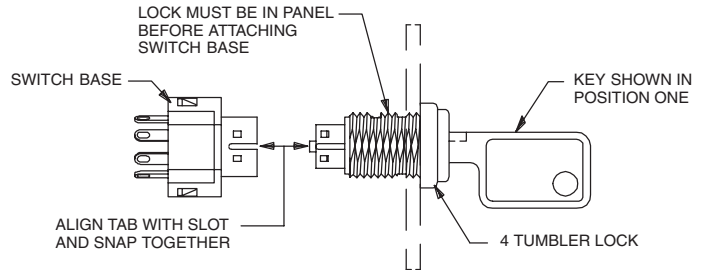 LOCK MUST BE IN PANEL
BEFORE ATTACHING
SWITCH BASE
SWITCH BASE
KEY SHOWN IN
POSITION ONE
ALIGN TAB WITH SLOT
AND SNAP TOGETHER
4 TUMBLER LOCK